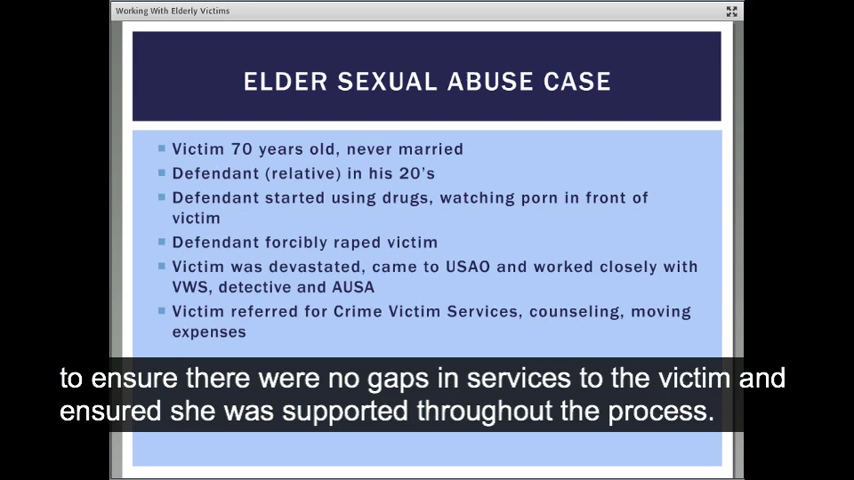 Working With Elderly Victims
ELDER SEXUAL ABUSE CASE
Victim 70 years old, never married
Defendant (relative) in his 20's
Defendant started using drugs, watching porn in front of
victim
Defendant forcibly raped victim
Victim was devastated, came to USAO and worked closely with
VWS, detective and AUSA
Victim referred for Crime Victim Services, counseling, moving
expenses
to ensure there were no gaps in services to the victim and
ensured she was supported throughout the process.